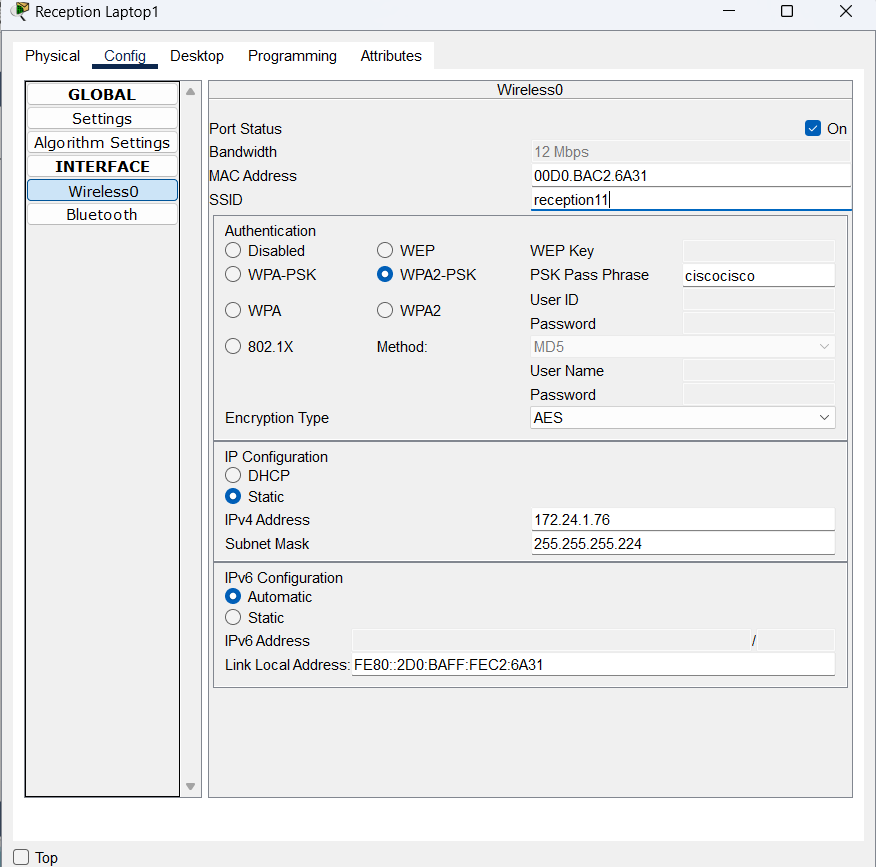 Reception Laptop1
Physical Config Desktop Programming Attributes
GLOBAL
Settings
Algorithm Settings
INTERFACE
Wireless0
Bluetooth
Wireless0
Port Status On
Bandwidth 12 Mbps
MAC Address 00D0.BAC2.6A31
SSID reception11
Authentication
Disabled WEP WEP Key
WPA-PSK WPA2-PSK PSK Pass Phrase ciscocisco
User ID
WPA WPA2
Password
802.1X Method: MD5
User Name
Password
Encryption Type AES
IP Configuration
DHCP
Static
IPv4 Address 172.24.1.76
Subnet Mask 255.255.255.224
IPv6 Configuration
Automatic
Static
IPv6 Address /
Link Local Address: FE80::2D0:BAFF:FEC2:6A31
Top